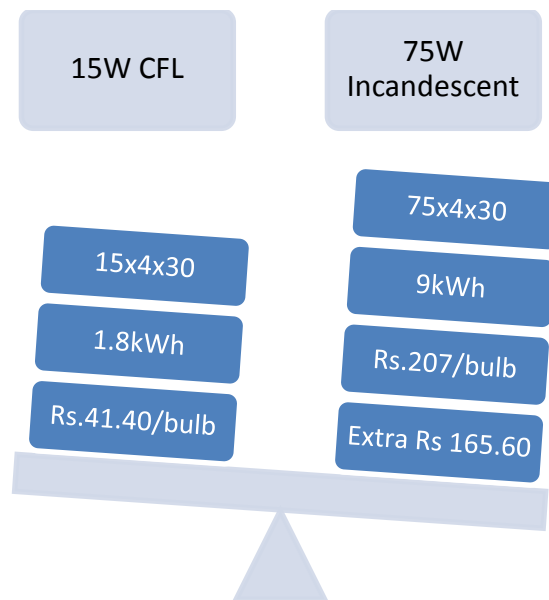 15W CFL
75W
Incandescent
15x4x30
1.8kWh
Rs.41.40/bulb
75x4x30
9kWh
Rs.207/bulb
Extra Rs 165.60